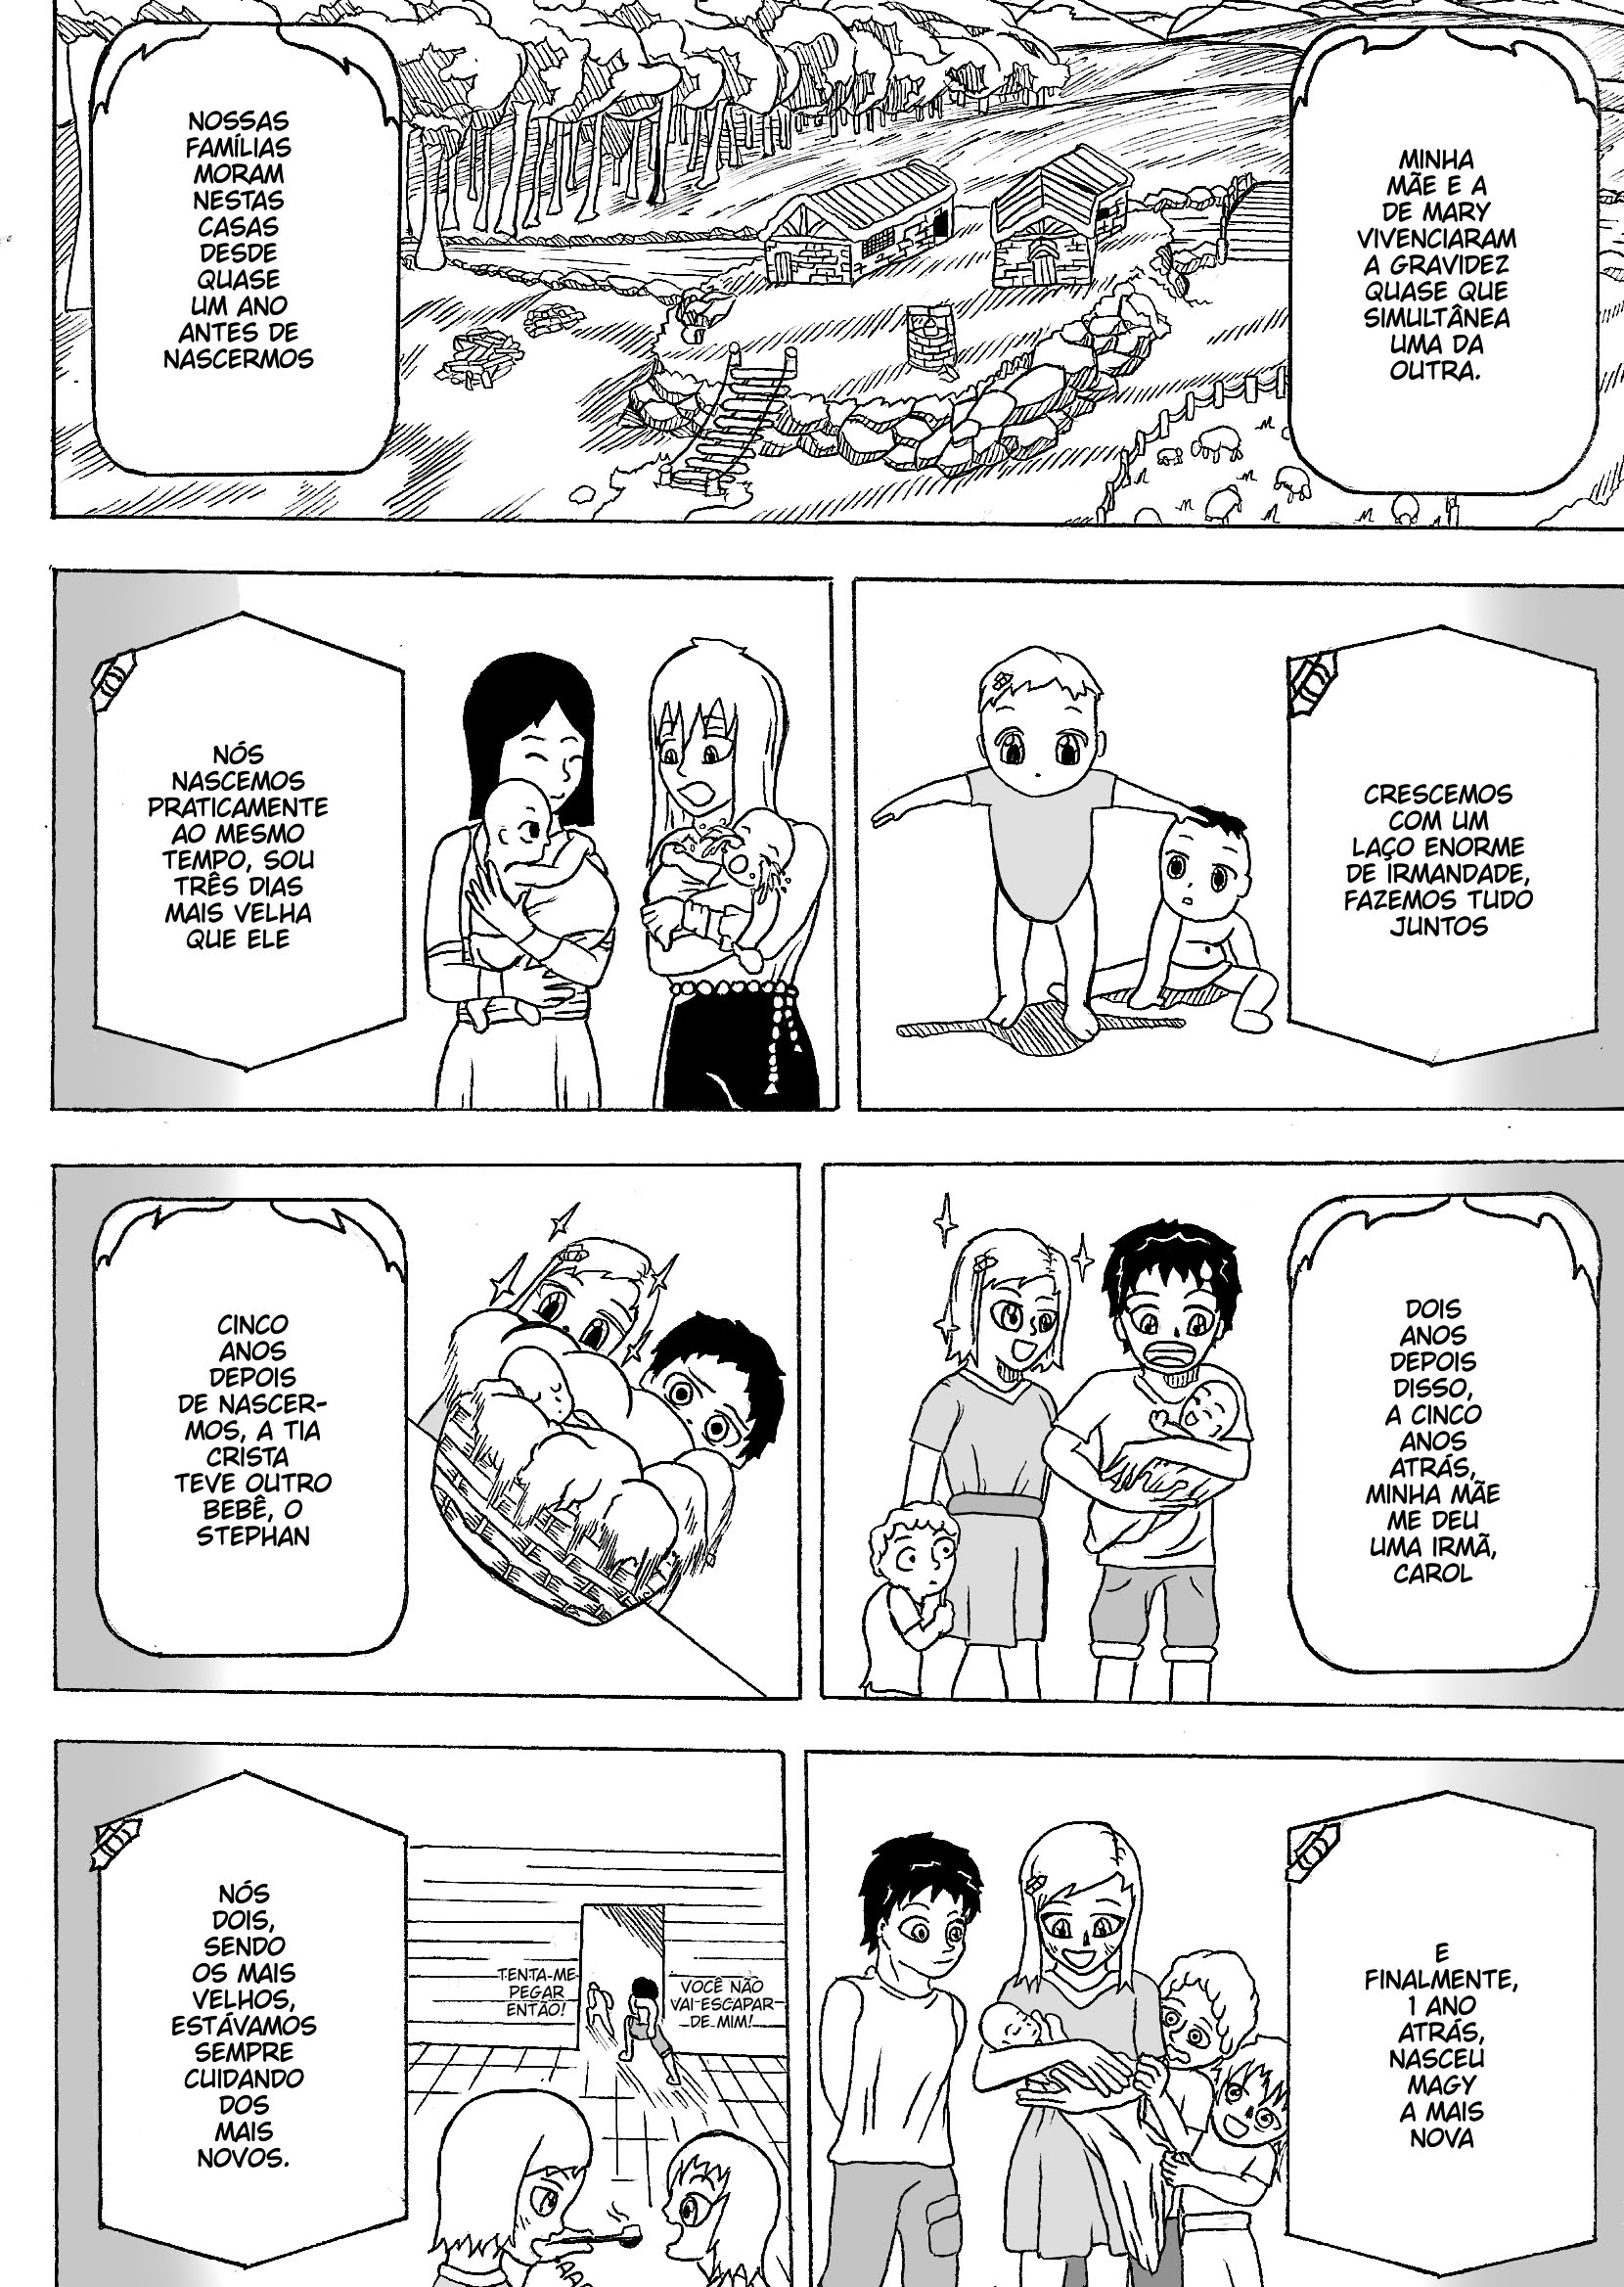 NOSSAS
FAMÍLIAS
MORAM
NESTAS
CASAS
DESDE
QUASE
UM ANO
ANTES DE
NASCERMOS
MINHA
MÃE E A
DE MARY
VIVENCIARAM
A GRAVIDEZ
QUASE QUE
SIMULTÂNEA
UMA DA
OUTRA.
NÓS
NASCEMOS
PRATICAMENTE
AO MESMO
TEMPO, SOU
TRÊS DIAS
MAIS VELHA
QUE ELE
CRESCEMOS
COM UM
LAÇO ENORME
DE IRMANDADE,
FAZEMOS TUDO
JUNTOS
CINCO
ANOS
DEPOIS
DE NASCER-
MOS, A TIA
CRISTA
TEVE OUTRO
BEBÊ, O
STEPHAN
DOIS
ANOS
DEPOIS
DISSO,
A CINCO
ANOS
ATRÁS,
MINHA MÃE
ME DEU
UMA IRMÃ,
CAROL
NÓS
DOIS,
SENDO
OS MAIS
VELHOS,
ESTÁVAMOS
SEMPRE
CUIDANDO
DOS
MAIS
NOVOS.
TENTA-ME
PEGAR
ENTÃO!
VOCÊ NÃO
VAI ESCAPAR
DE MIM!
E
FINALMENTE,
1 ANO
ATRÁS,
NASCEU
MAGY
A MAIS
NOVA